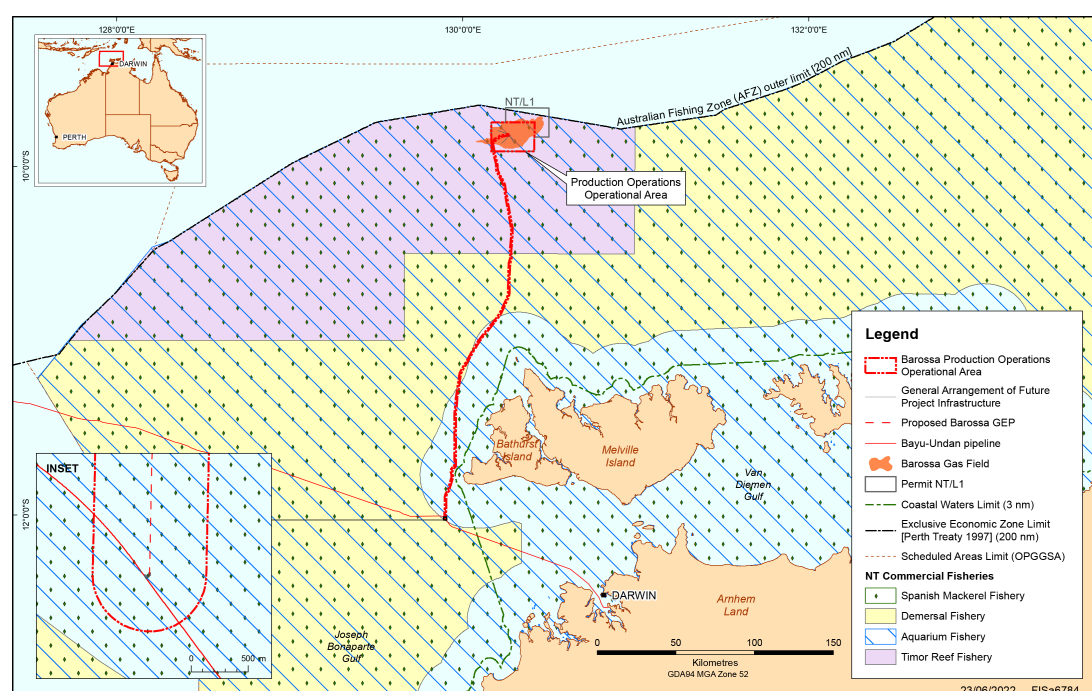 128°0'0"E
130°0'0"E
132°0'0"E
10°0'0"S
12°0'0"S
DARWIN
PERTH
NT/L1
Australian Fishing Zone (AFZ) outer limit [200 nm]
Production Operations
Operational Area
Bathurst
Island
Melville
Island
Van
Diemen
Gulf
INSET
0 500 m
Joseph
Bonaparte
Gulf
DARWIN
Arnhem
Land
0 50 100 150
Kilometres
GDA94 MGA Zone 52
Legend
Barossa Production Operations
Operational Area
General Arrangement of Future
Project Infrastructure
Proposed Barossa GEP
Bayu-Undan pipeline
Barossa Gas Field
Permit NT/L1
Coastal Waters Limit (3 nm)
Exclusive Economic Zone Limit
[Perth Treaty 1997] (200 nm)
Scheduled Areas Limit (OPGGSA)
NT Commercial Fisheries
Spanish Mackerel Fishery
Demersal Fishery
Aquarium Fishery
Timor Reef Fishery
23/06/2022 EISa6784